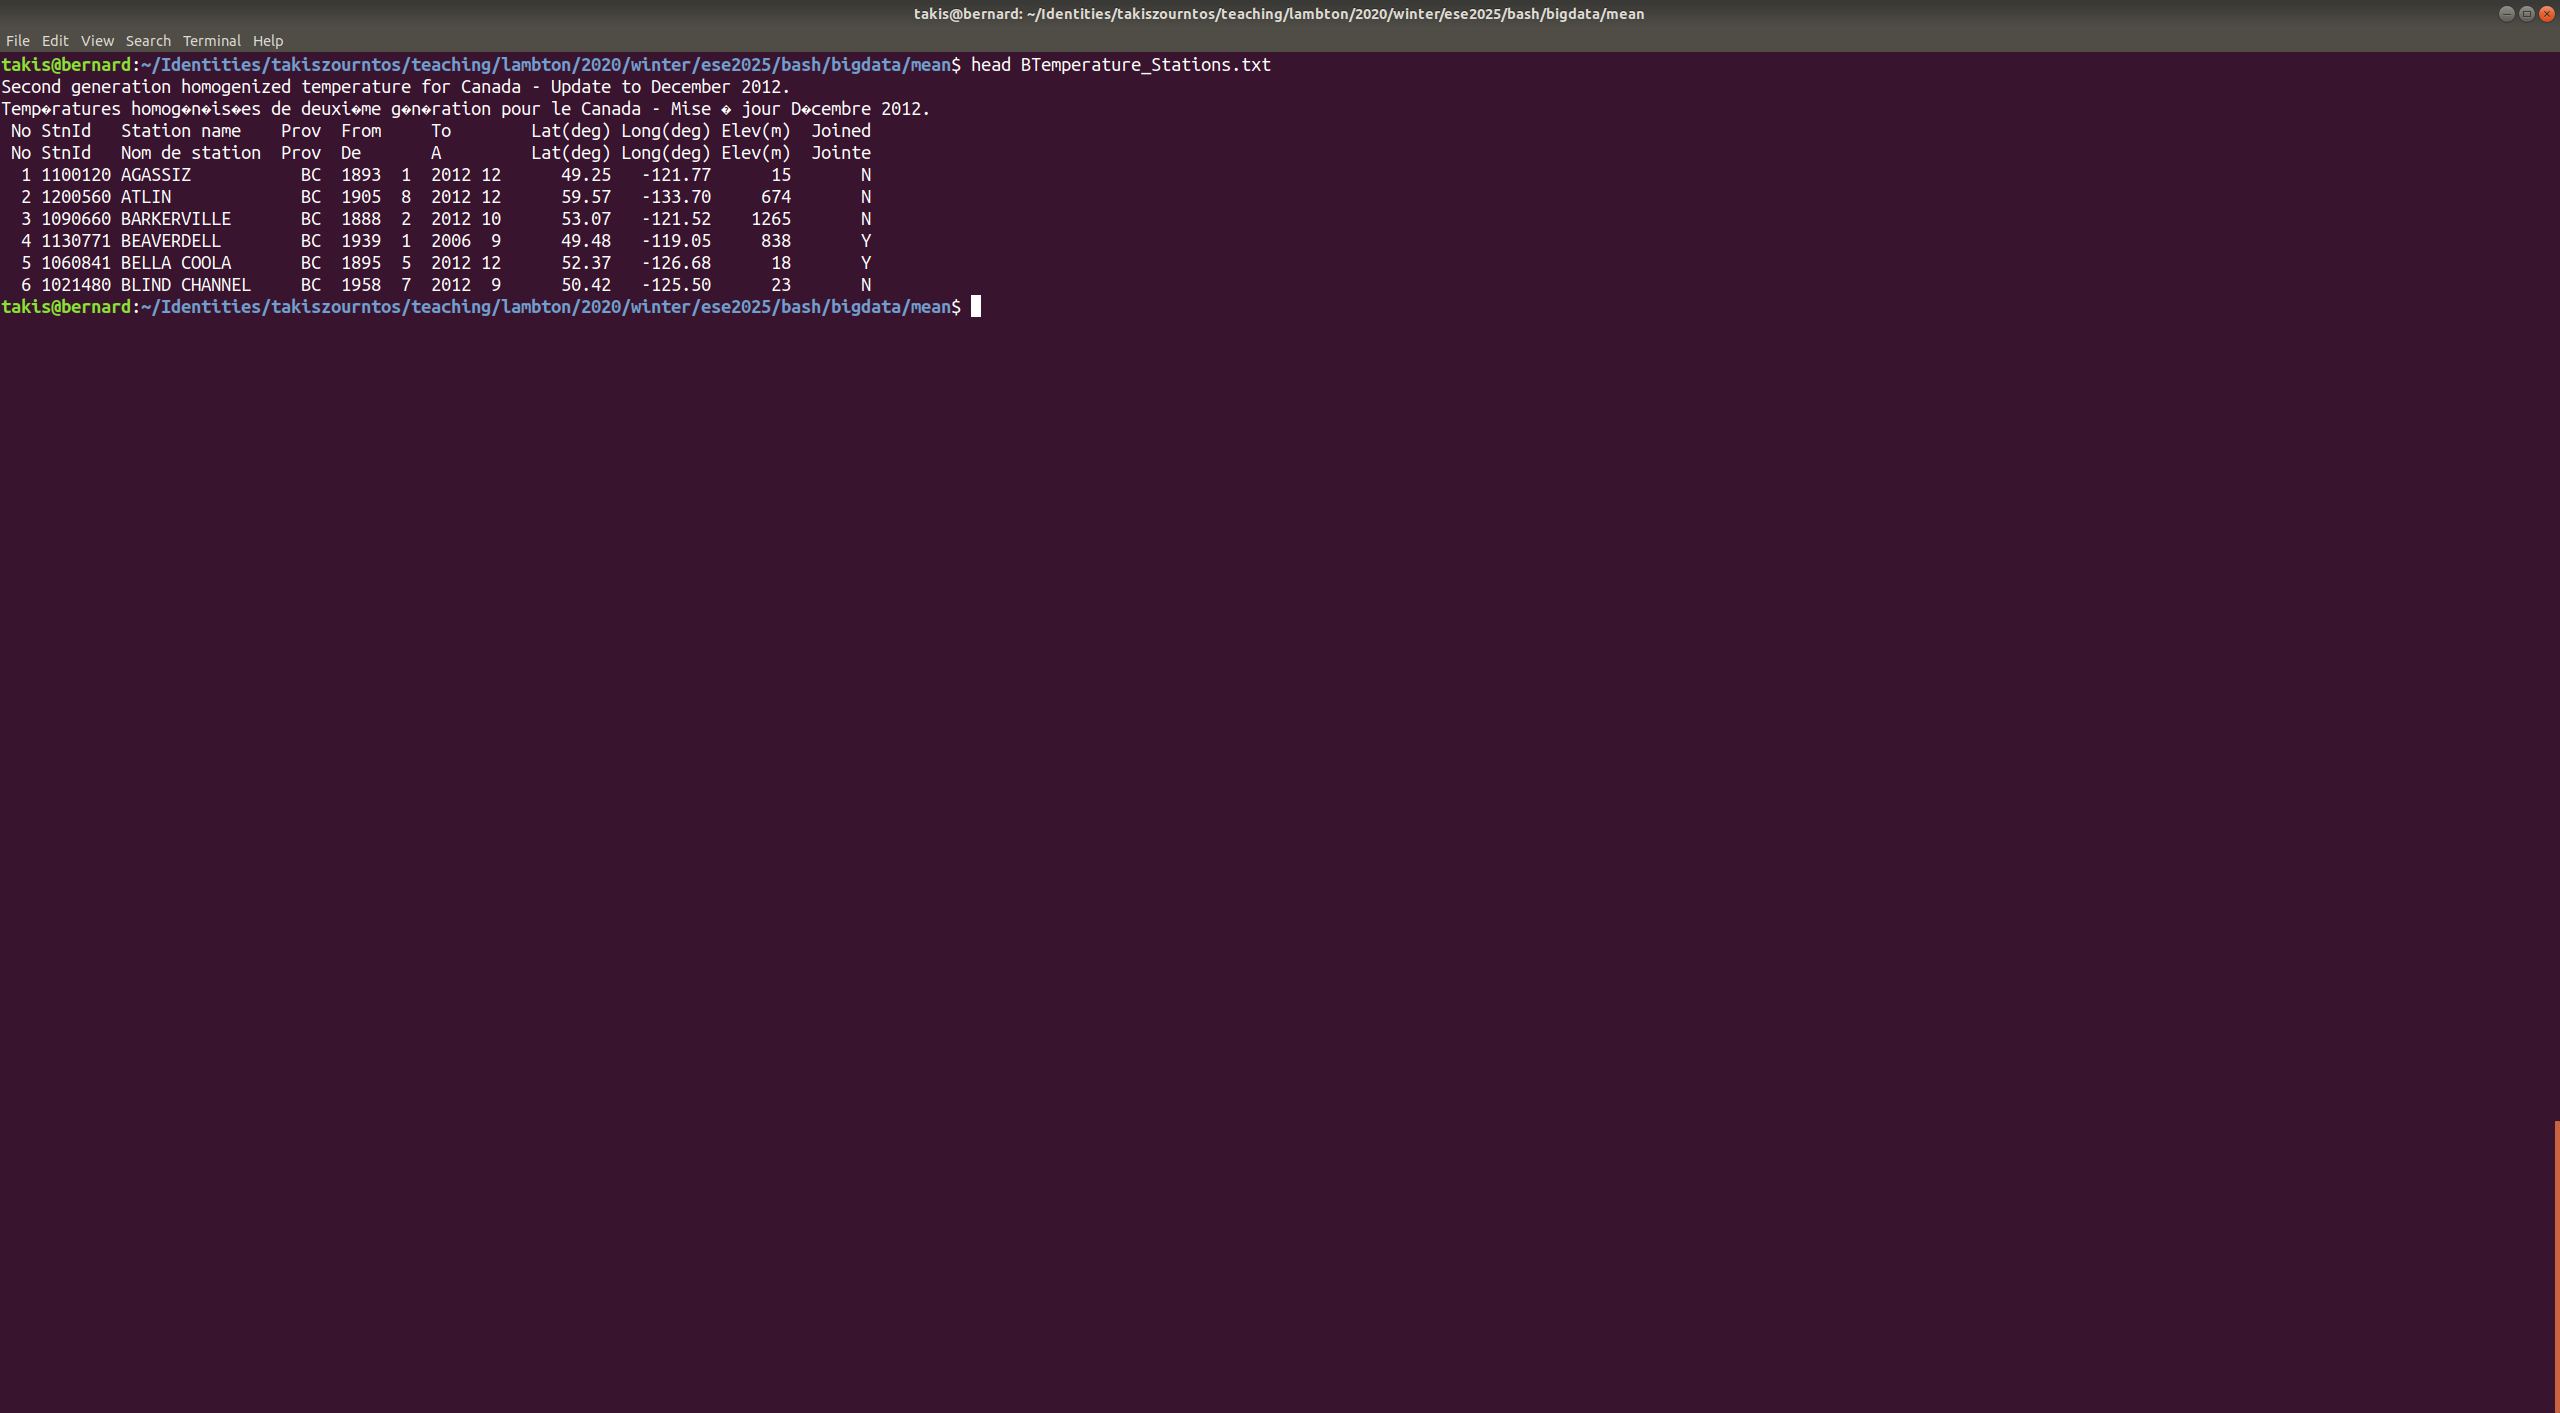 takis@bernard: ~/Identities/takiszourntos/teaching/lambton/2020/winter/ese2025/bash/bigdata/mean
File Edit View Search Terminal Help
takis@bernard:~/Identities/takiszourntos/teaching/lambton/2020/winter/ese2025/bash/bigdata/mean$ head BTemperature_Stations.txt
Second generation homogenized temperature for Canada - Update to December 2012.
Temp�ratures homog�n�is�es de deuxi�me g�n�ration pour le Canada - Mise � jour D�cembre 2012.
 No StnId   Station name    Prov  From     To        Lat(deg) Long(deg) Elev(m)  Joined
 No StnId   Nom de station  Prov  De       A         Lat(deg) Long(deg) Elev(m)  Jointe
  1 1100120 AGASSIZ           BC  1893  1  2012 12      49.25   -121.77      15       N
  2 1200560 ATLIN             BC  1905  8  2012 12      59.57   -133.70     674       N
  3 1090660 BARKERVILLE       BC  1888  2  2012 10      53.07   -121.52    1265       N
  4 1130771 BEAVERDELL        BC  1939  1  2006  9      49.48   -119.05     838       Y
  5 1060841 BELLA COOLA       BC  1895  5  2012 12      52.37   -126.68      18       Y
  6 1021480 BLIND CHANNEL     BC  1958  7  2012  9      50.42   -125.50      23       N
takis@bernard:~/Identities/takiszourntos/teaching/lambton/2020/winter/ese2025/bash/bigdata/mean$